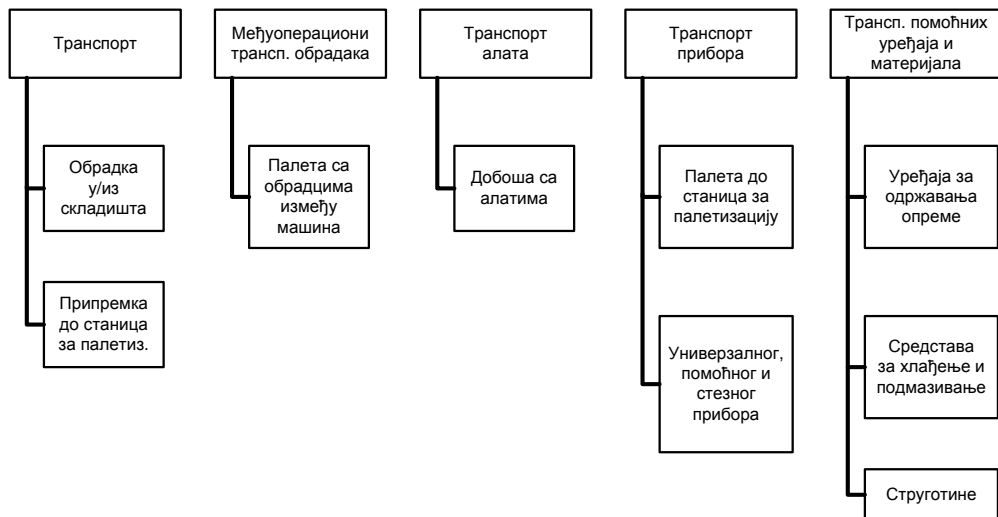 Транспорт
Међуоперациони
трансп. обрадака
Транспорт
алата
Транспорт
прибора
Трансп. помоћних
уређаја и
материјала
Обрадка
у/из
складишта
Палета са
обрадцима
између
машина
Добоша са
алатима
Палета до
станица за
палетизацију
Уређаја за
одржавања
опреме
Припремка
до станица
за палетиз.
Универзалног,
помоћног и
стезног
прибора
Средстава
за хлађење и
подмазивање
Струготине